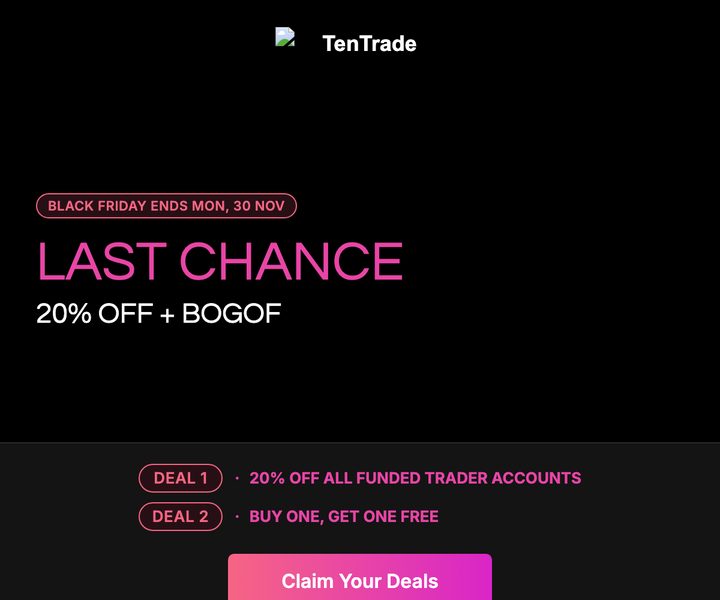 TenTrade
BLACK FRIDAY ENDS MON, 30 NOV
LAST CHANCE
20% OFF + BOGOF
DEAL 1 · 20% OFF ALL FUNDED TRADER ACCOUNTS
DEAL 2 · BUY ONE, GET ONE FREE
Claim Your Deals